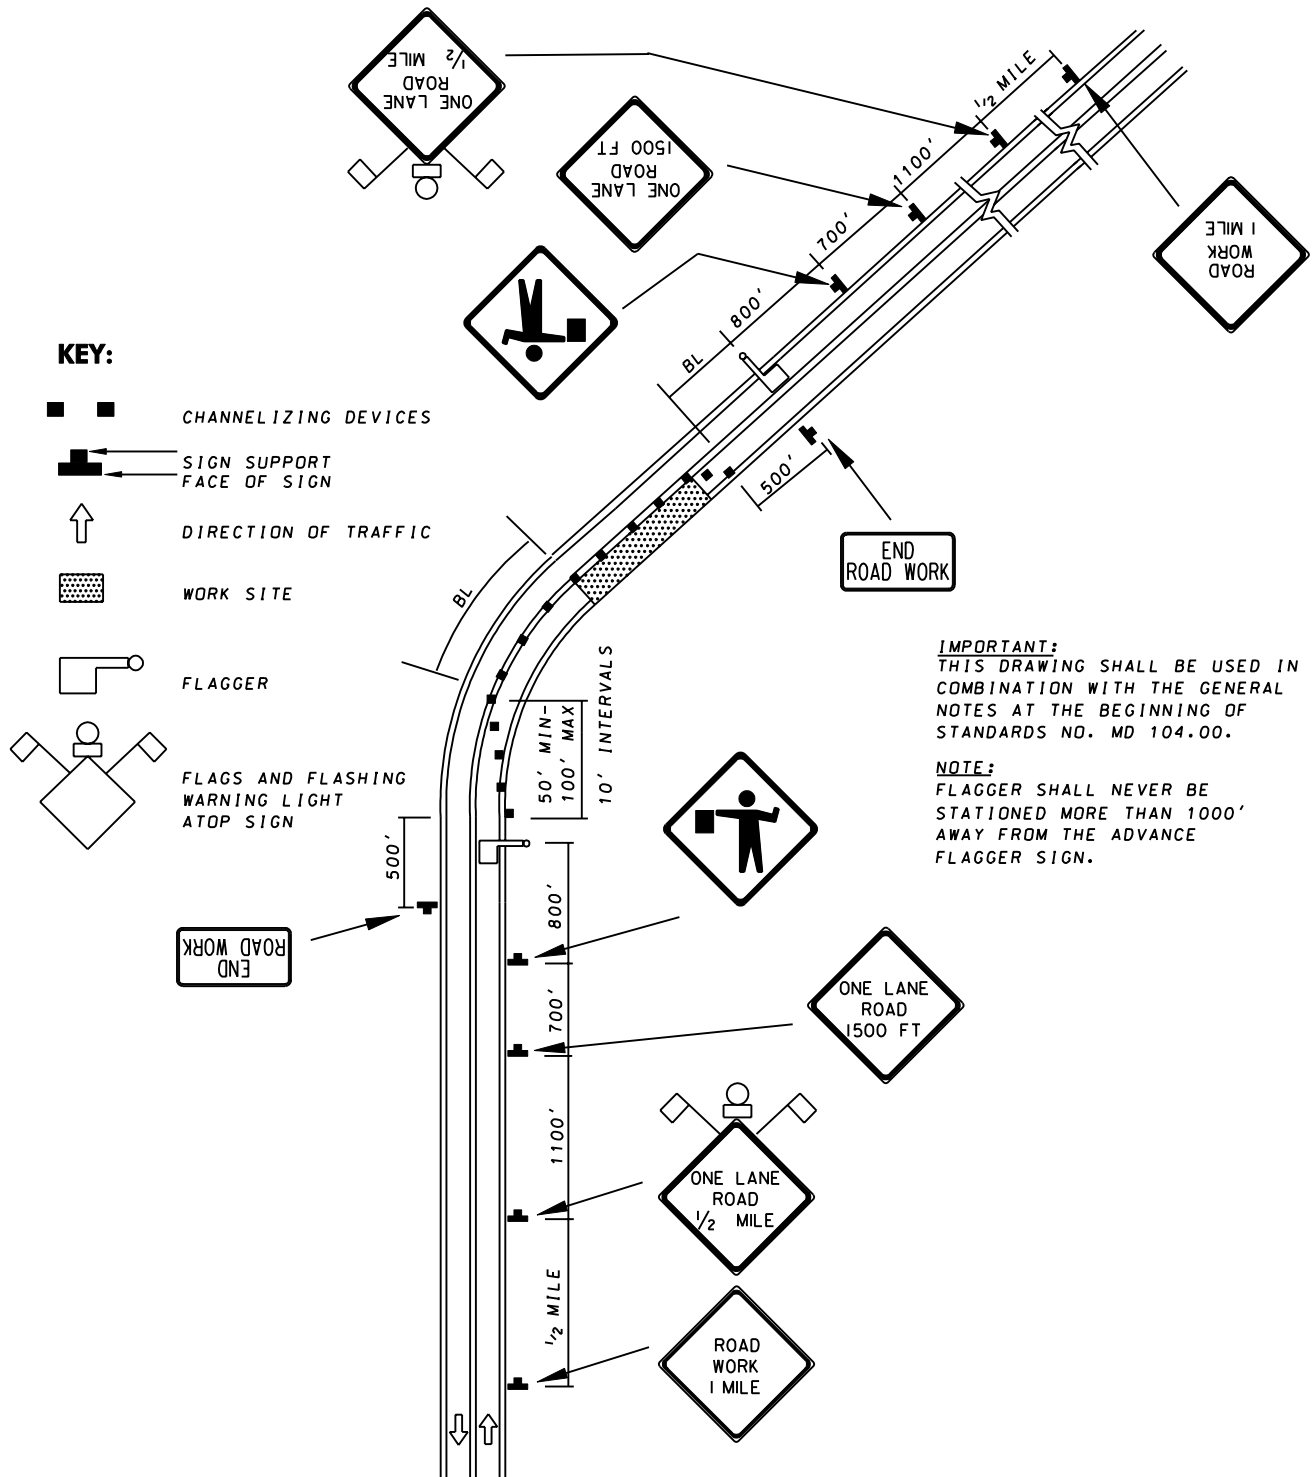 ONE LANE
ROAD
1/2 MILE
ONE LANE
ROAD
1500 FT
ROAD
WORK
1 MILE
1/2 MILE
1100'
700'
800'
BL
500'
END
ROAD WORK
KEY:
CHANNELIZING DEVICES
SIGN SUPPORT
FACE OF SIGN
DIRECTION OF TRAFFIC
WORK SITE
FLAGGER
FLAGS AND FLASHING
WARNING LIGHT
ATOP SIGN
BL
50' MIN-
100' MAX
10' INTERVALS
IMPORTANT:
THIS DRAWING SHALL BE USED IN
COMBINATION WITH THE GENERAL
NOTES AT THE BEGINNING OF
STANDARDS NO. MD 104.00.
NOTE:
FLAGGER SHALL NEVER BE
STATIONED MORE THAN 1000'
AWAY FROM THE ADVANCE
FLAGGER SIGN.
500'
END
ROAD WORK
800'
700'
1100'
1/2 MILE
ONE LANE
ROAD
1500 FT
ONE LANE
ROAD
1/2 MILE
ROAD
WORK
1 MILE